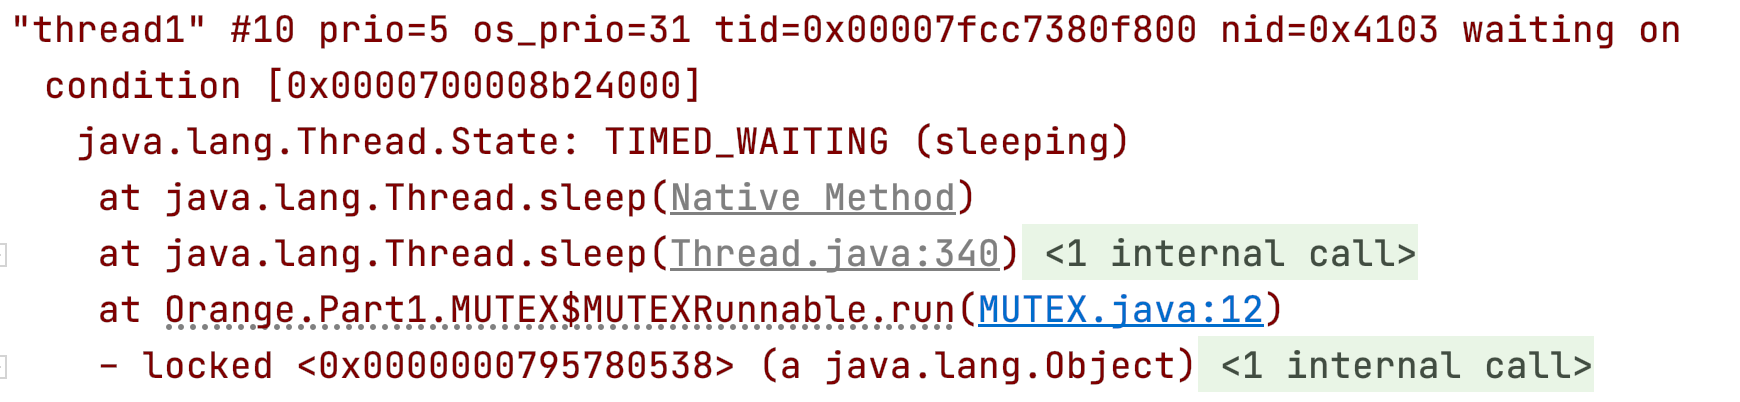 "thread1" #10 prio=5 os_prio=31 tid=0x00007fcc7380f800 nid=0x4103 waiting on
condition [0x0000700008b24000]
java.lang.Thread.State: TIMED_WAITING (sleeping)
at java.lang.Thread.sleep(Native Method)
at java.lang.Thread.sleep(Thread.java:340) <1 internal call>
at Orange.Part1.MUTEX$MUTEXRunnable.run(MUTEX.java:12)
- locked <0x0000000795780538> (a java.lang.Object) <1 internal call>